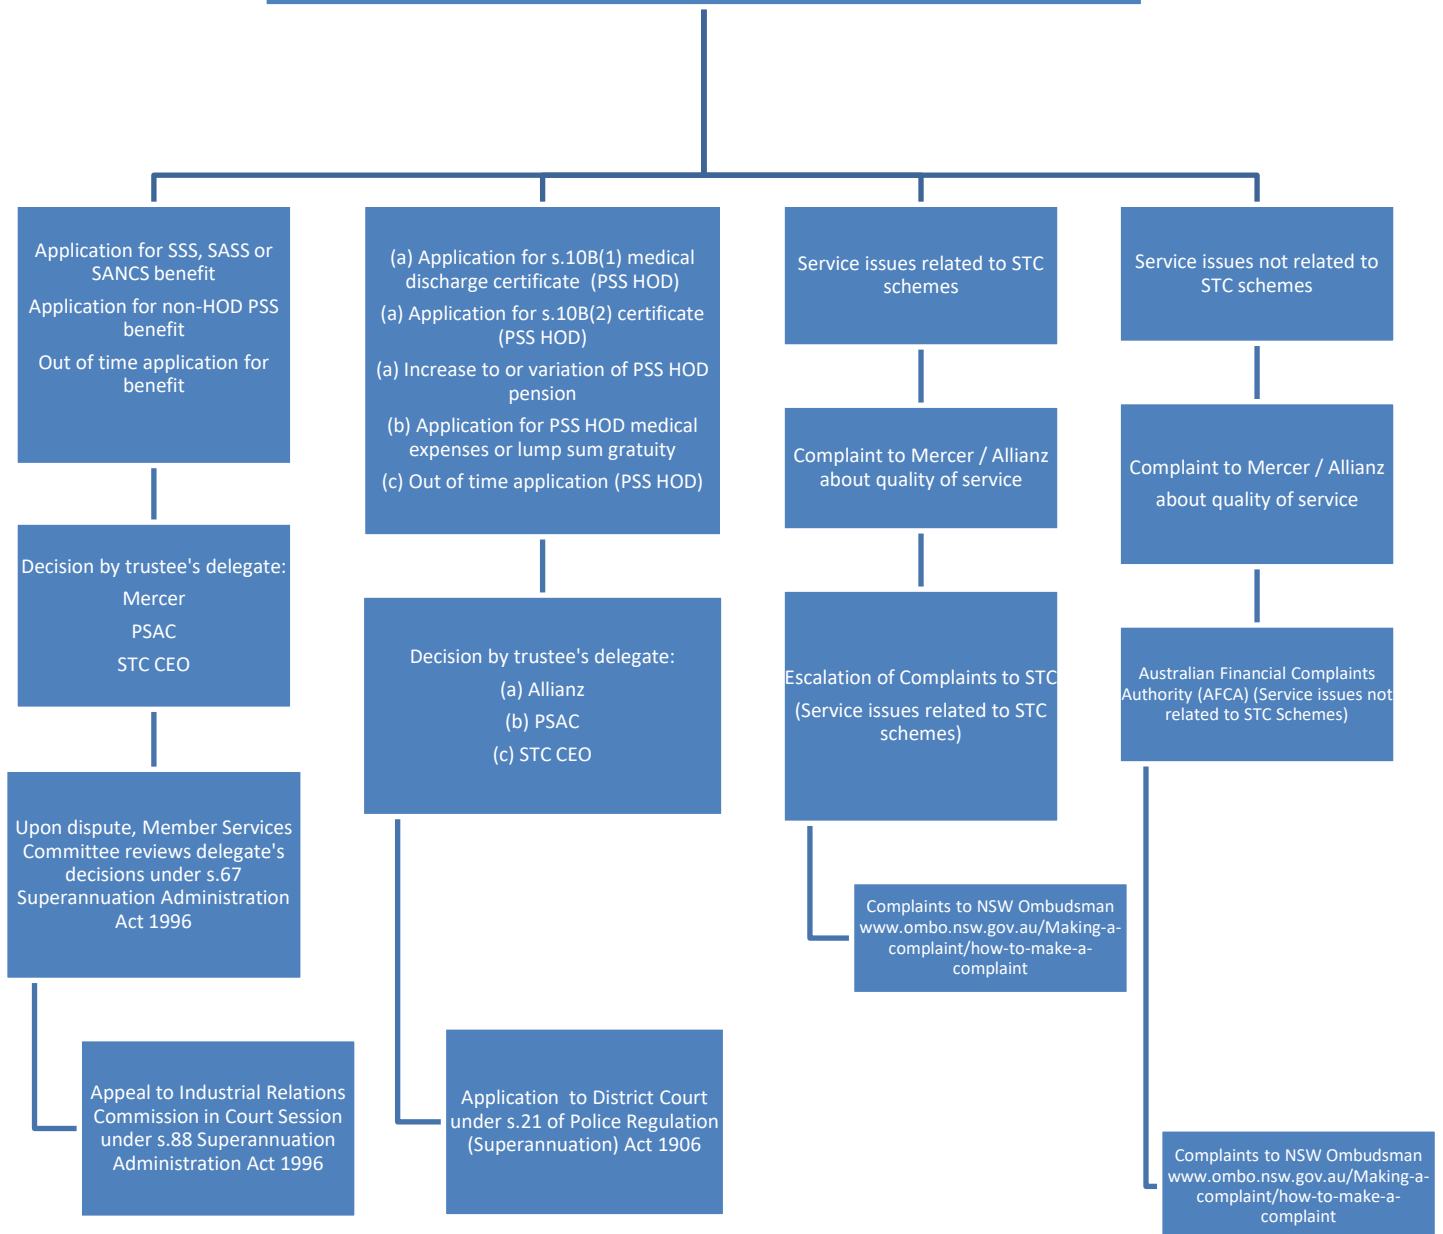 Application for SSS, SASS or
SANCS benefit
Application for non-HOD PSS
benefit
Out of time application for
benefit
Decision by trustee's delegate:
Mercer
PSAC
STC CEO
Upon dispute, Member Services
Committee reviews delegate's
decisions under s.67
Superannuation Administration
Act 1996
Appeal to Industrial Relations
Commission in Court Session
under s.88 Superannuation
Administration Act 1996
(a) Application for s.10B(1) medical
discharge certificate (PSS HOD)
(a) Application for s.10B(2) certificate
(PSS HOD)
(a) Increase to or variation of PSS HOD
pension
(b) Application for PSS HOD medical
expenses or lump sum gratuity
(c) Out of time application (PSS HOD)
Decision by trustee's delegate:
(a) Allianz
(b) PSAC
(c) STC CEO
Application to District Court
under s.21 of Police Regulation
(Superannuation) Act 1906
Service issues related to STC
schemes
Complaint to Mercer / Allianz
about quality of service
Escalation of Complaints to STC
(Service issues related to STC
schemes)
Complaints to NSW Ombudsman
www.ombo.nsw.gov.au/Making-a-
complaint/how-to-make-a-
complaint
Service issues not related to
STC schemes
Complaint to Mercer / Allianz
about quality of service
Australian Financial Complaints
Authority (AFCA) (Service issues not
related to STC Schemes)
Complaints to NSW Ombudsman
www.ombo.nsw.gov.au/Making-a-
complaint/how-to-make-a-
complaint